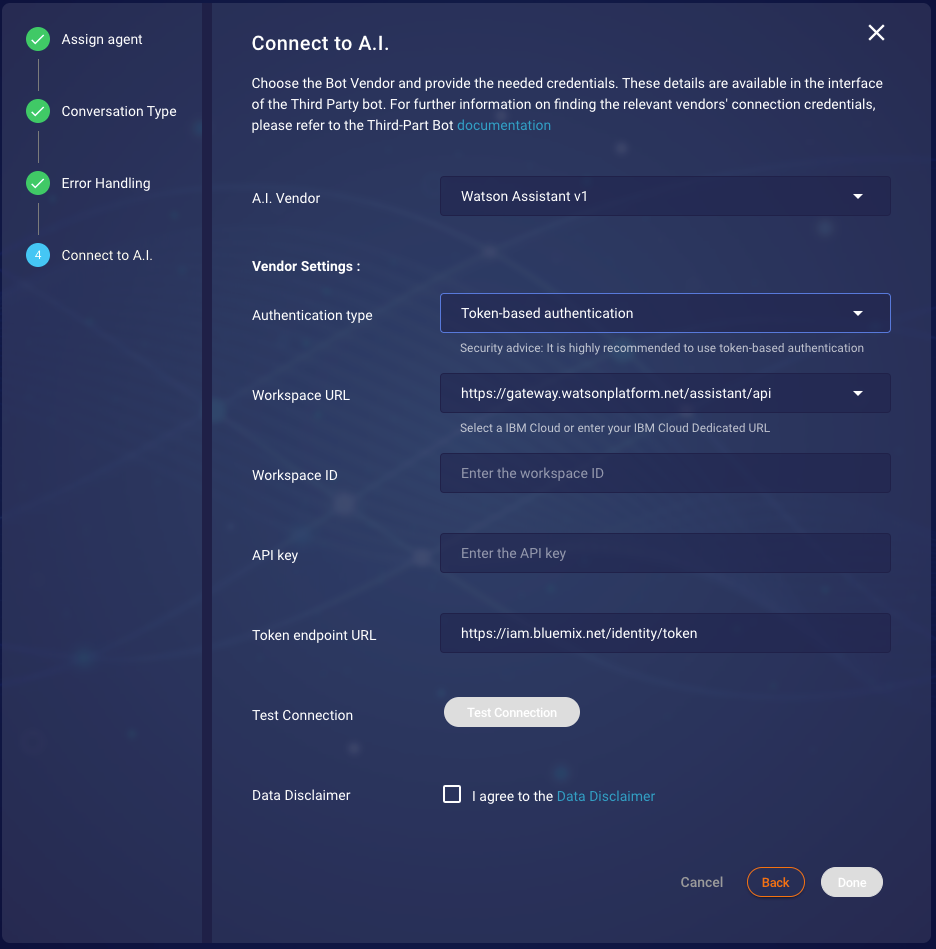 Assign agent
Conversation Type
Error Handling
4 Connect to A.I.
Connect to A.I.
Choose the Bot Vendor and provide the needed credentials. These details are available in the interface
of the Third Party bot. For further information on finding the relevant vendors' connection credentials,
please refer to the Third-Part Bot documentation
A.I. Vendor Watson Assistant v1
Vendor Settings :
Authentication type Token-based authentication
Security advice: It is highly recommended to use token-based authentication
Workspace URL https://gateway.watsonplatform.net/assistant/api
Select a IBM Cloud or enter your IBM Cloud Dedicated URL
Workspace ID Enter the workspace ID
API key Enter the API key
Token endpoint URL https://iam.bluemix.net/identity/token
Test Connection Test Connection
Data Disclaimer I agree to the Data Disclaimer
Cancel Back Done